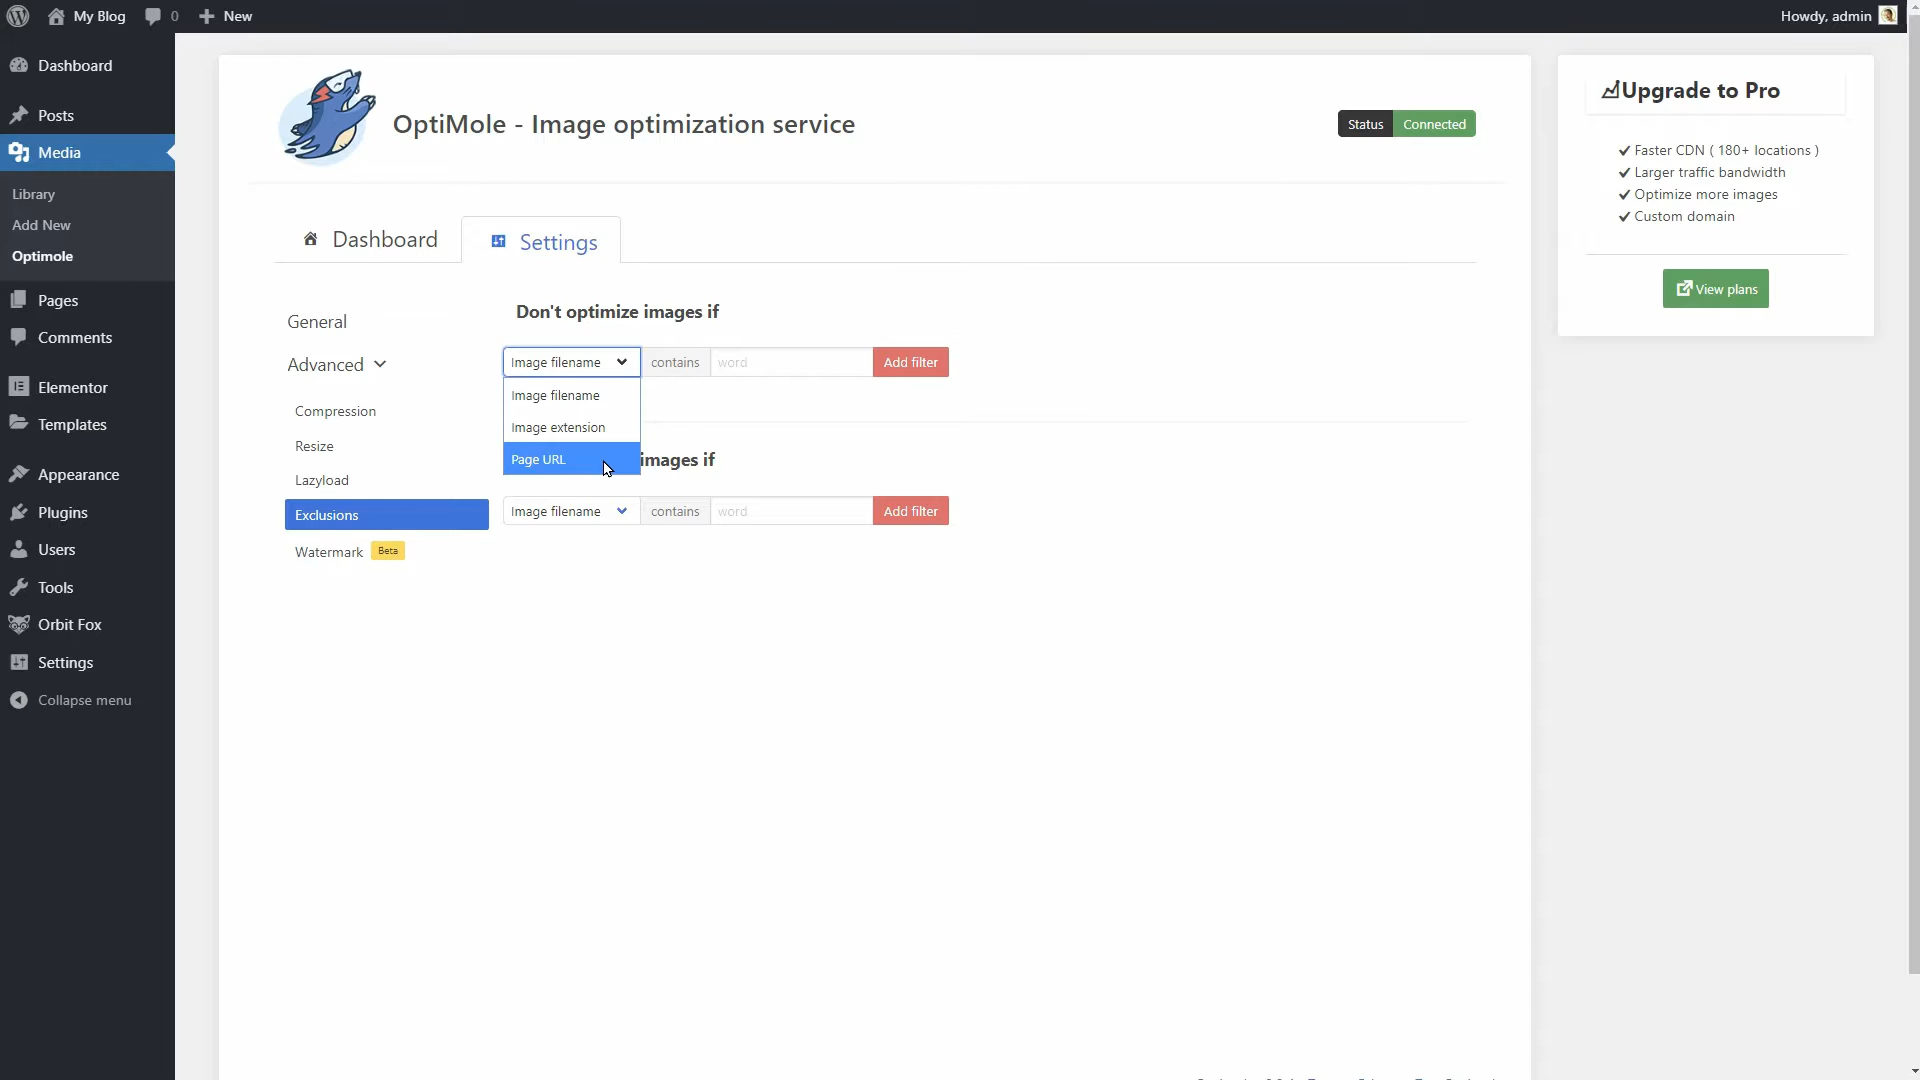 My Blog
0
New
Howdy, admin
Dashboard
Posts
Media
Library
Add New
Optimole
Pages
Comments
Elementor
Templates
Appearance
Plugins
Users
Tools
Orbit Fox
Settings
Collapse menu
OptiMole - Image optimization service
Status Connected
Dashboard
Settings
General
Advanced
Compression
Resize
Lazyload
Exclusions
Watermark Beta
Don't optimize images if
Image filename contains word Add filter
Image filename
Image extension
Page URL
images if
Image filename contains word Add filter
Upgrade to Pro
✔ Faster CDN ( 180+ locations )
✔ Larger traffic bandwidth
✔ Optimize more images
✔ Custom domain
View plans